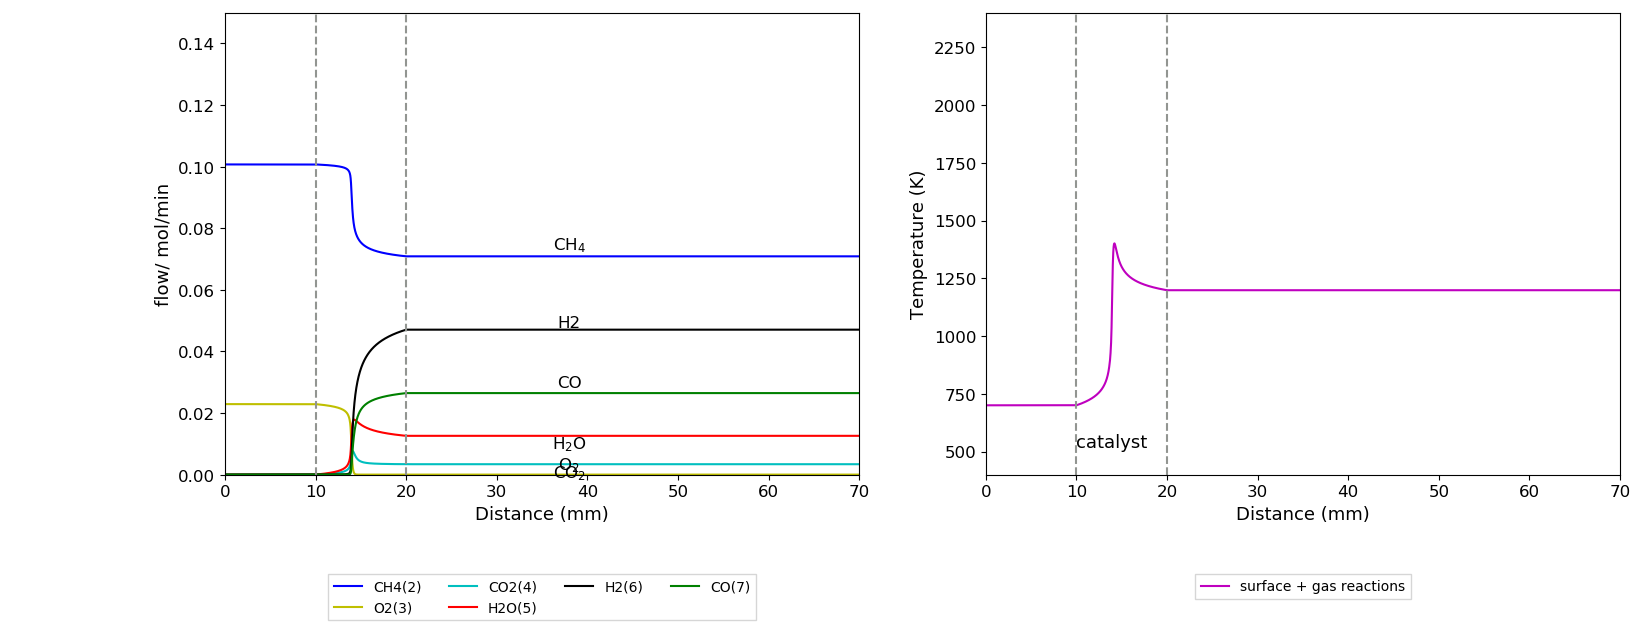 0.14
0.12
0.10
0.08
0.06
0.04
0.02
0.00
flow/ mol/min
CH₄
H2
CO
H₂O
O₂
CO₂
0 10 20 30 40 50 60 70
Distance (mm)
CH4(2) CO2(4) H2(6) CO(7)
O2(3) H2O(5)
2250
2000
1750
1500
1250
1000
750
500
Temperature (K)
catalyst
0 10 20 30 40 50 60 70
Distance (mm)
surface + gas reactions